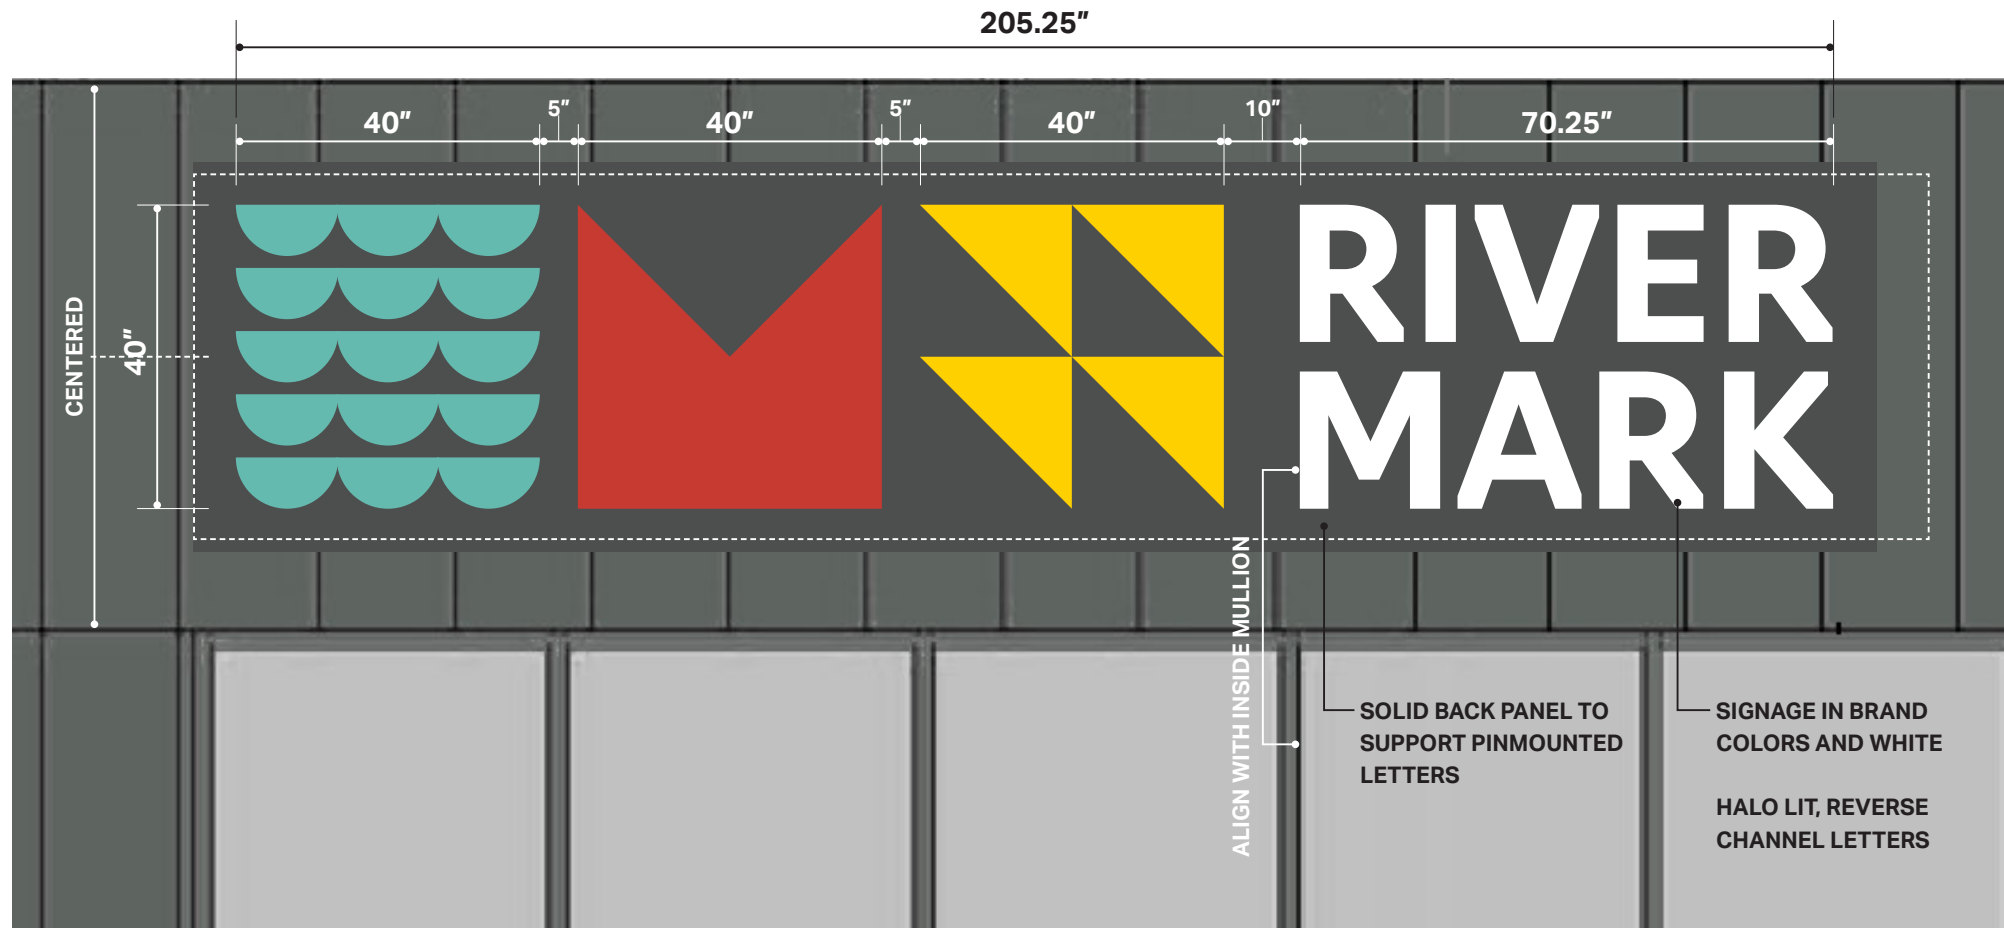 205.25″
40″
5″
40″
5″
40″
10″
70.25″
CENTERED
40″
RIVER
MARK
ALIGN WITH INSIDE MULLION
SOLID BACK PANEL TO
SUPPORT PINMOUNTED
LETTERS
SIGNAGE IN BRAND
COLORS AND WHITE
HALO LIT, REVERSE
CHANNEL LETTERS